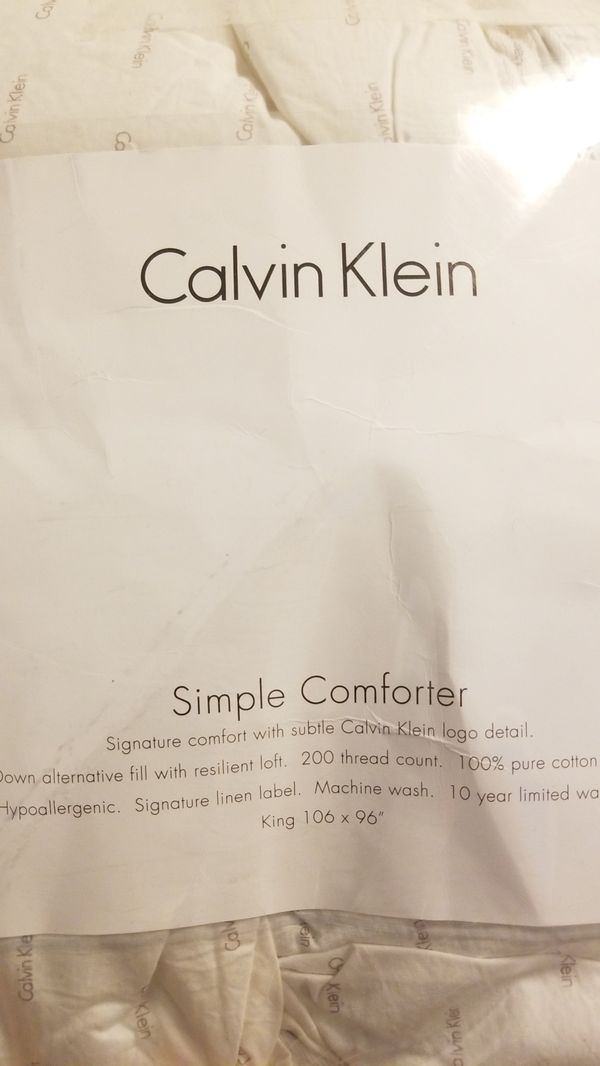 Calvin Klein
Simple Comforter
Signature comfort with subtle Calvin Klein logo detail.
Down alternative fill with resilient loft. 200 thread count. 100% pure cotton
Hypoallergenic. Signature linen label. Machine wash. 10 year limited wa
King 106 x 96"